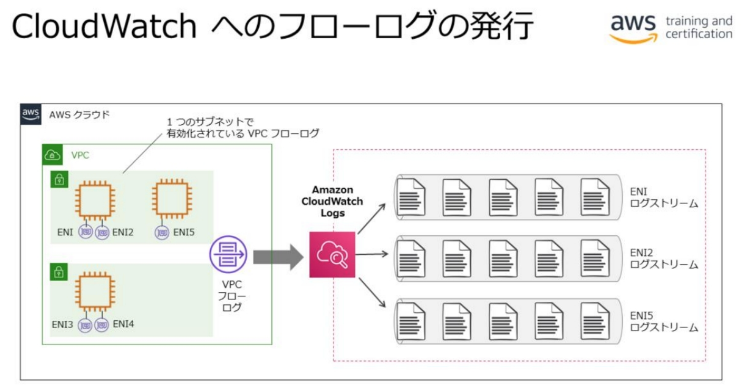 CloudWatch へのフローログの発行
aws training and
certification
aws AWS クラウド
1 つのサブネットで
有効化されている VPC フローログ
VPC
ENI ENI2 ENI5
ENI3 ENI4
VPC
フロー
ログ
Amazon
CloudWatch
Logs
ENI
ログストリーム
ENI2
ログストリーム
ENI5
ログストリーム